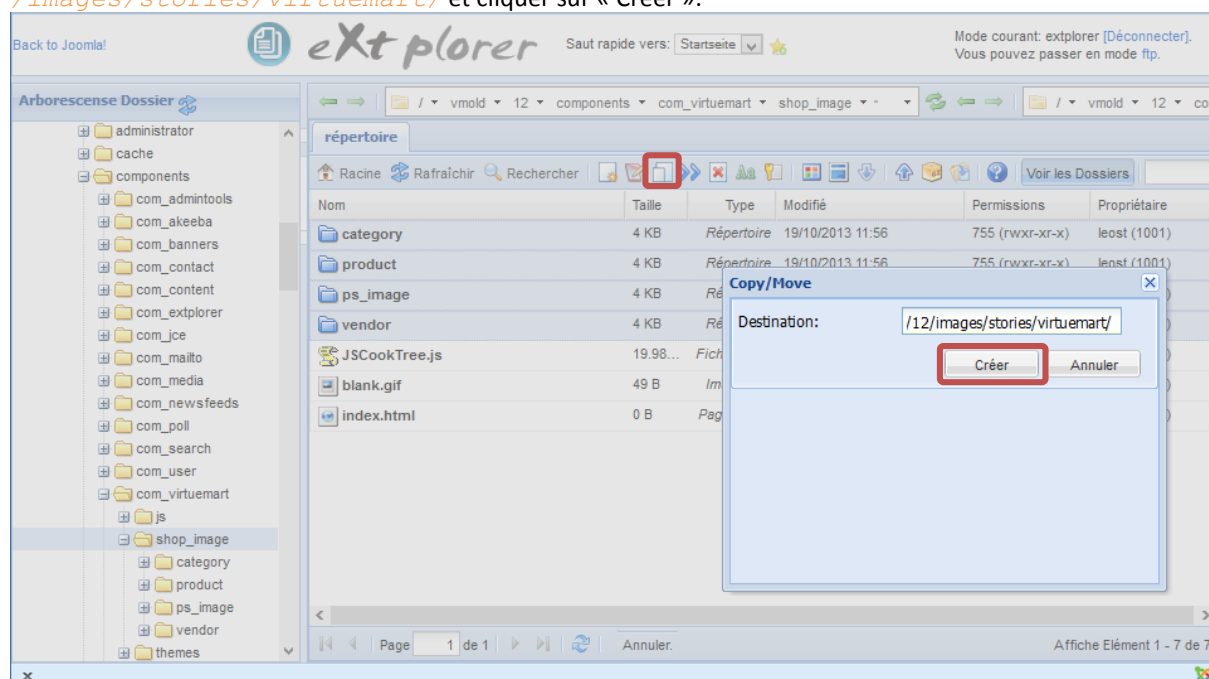 /images/stories/virtuemart/ et cliquer sur « Créer ».
Back to Joomla!
eXtplorer
Saut rapide vers: Startseite
Mode courant: extplorer [Déconnecter].
Vous pouvez passer en mode ftp.
Arborescense Dossier
/ vmold 12 components com_virtuemart shop_image
/ vmold 12 co
administrator
cache
components
com_admintools
com_akeeba
com_banners
com_contact
com_content
com_extplorer
com_jce
com_mailto
com_media
com_newsfeeds
com_poll
com_search
com_user
com_virtuemart
js
shop_image
category
product
ps_image
vendor
themes
répertoire
Racine Rafraîchir Rechercher Voir les Dossiers
Nom Taille Type Modifié Permissions Propriétaire
category 4 KB Répertoire 19/10/2013 11:56 755 (rwxr-xr-x) leost (1001)
product 4 KB Répertoire 19/10/2013 11:56 755 (rwxr-xr-x) leost (1001)
ps_image 4 KB Ré
vendor 4 KB Ré
JSCookTree.js 19.98... Fich
blank.gif 49 B Im
index.html 0 B Pag
Copy/Move
Destination: /12/images/stories/virtuemart/
Créer Annuler
Page 1 de 1 Annuler. Affiche Elément 1 - 7 de 7